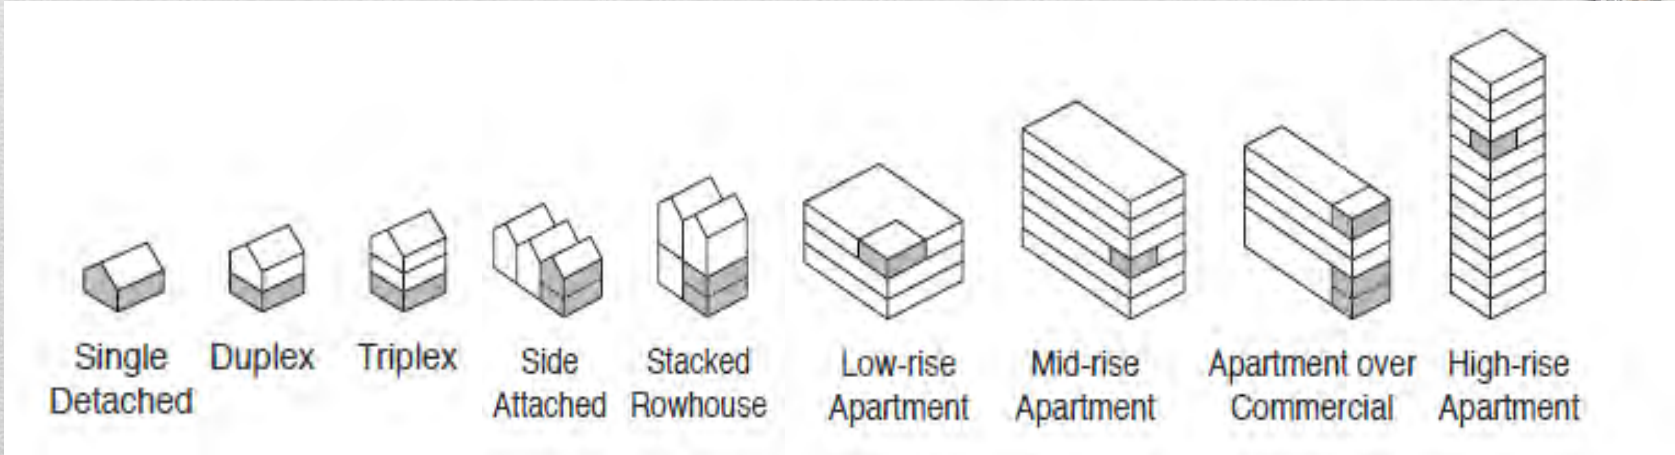 Single
Detached
Duplex
Triplex
Side
Attached
Stacked
Rowhouse
Low-rise
Apartment
Mid-rise
Apartment
Apartment over
Commercial
High-rise
Apartment